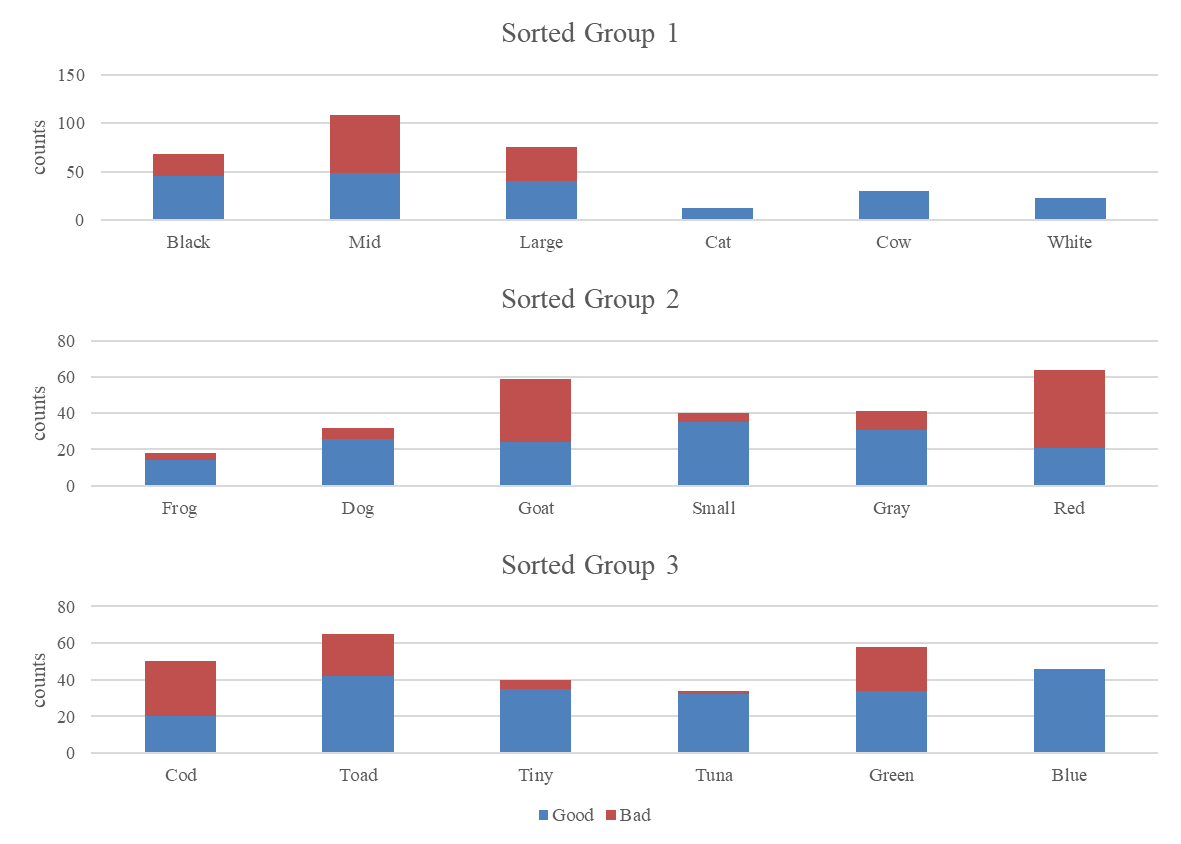 Sorted Group 1
150
100
50
0
counts
Black Mid Large Cat Cow White
Sorted Group 2
80
60
40
20
0
counts
Frog Dog Goat Small Gray Red
Sorted Group 3
80
60
40
20
0
counts
Cod Toad Tiny Tuna Green Blue
Good Bad